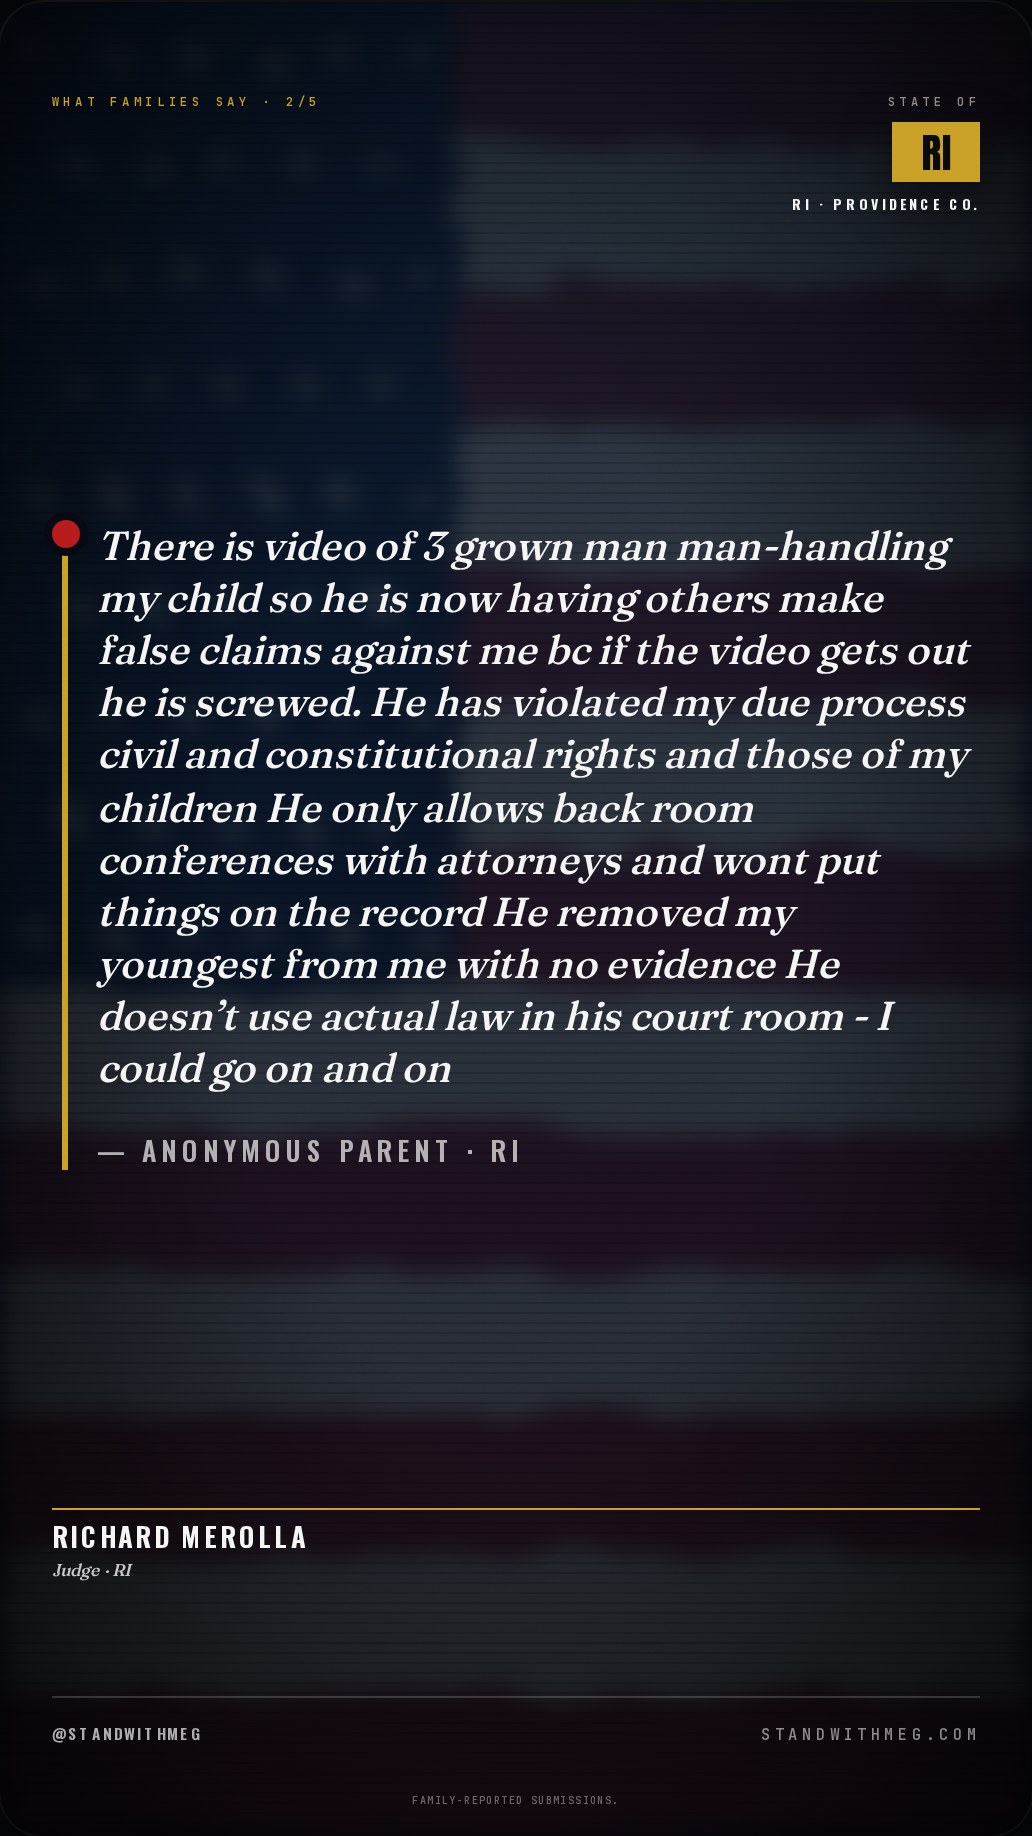 WHAT FAMILIES SAY · 2/5
STATE OF
RI
RI · PROVIDENCE CO.
There is video of 3 grown man man-handling
my child so he is now having others make
false claims against me bc if the video gets out
he is screwed. He has violated my due process
civil and constitutional rights and those of my
children He only allows back room
conferences with attorneys and wont put
things on the record He removed my
youngest from me with no evidence He
doesn’t use actual law in his court room - I
could go on and on
— ANONYMOUS PARENT · RI
RICHARD MEROLLA
Judge · RI
@STANDWITHMEG
STANDWITHMEG.COM
FAMILY-REPORTED SUBMISSIONS.